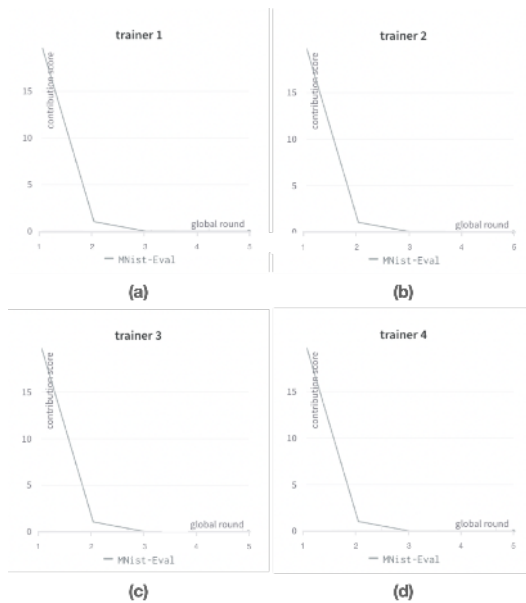 trainer 1
contribution score
15
10
5
0
global round
1 2 3 4 5
MNist-Eval
(a)
trainer 2
contribution score
15
10
5
0
global round
1 2 3 4 5
MNist-Eval
(b)
trainer 3
contribution score
15
10
5
0
global round
1 2 3 4 5
MNist-Eval
(c)
trainer 4
contribution score
15
10
5
0
global round
1 2 3 4 5
MNist-Eval
(d)